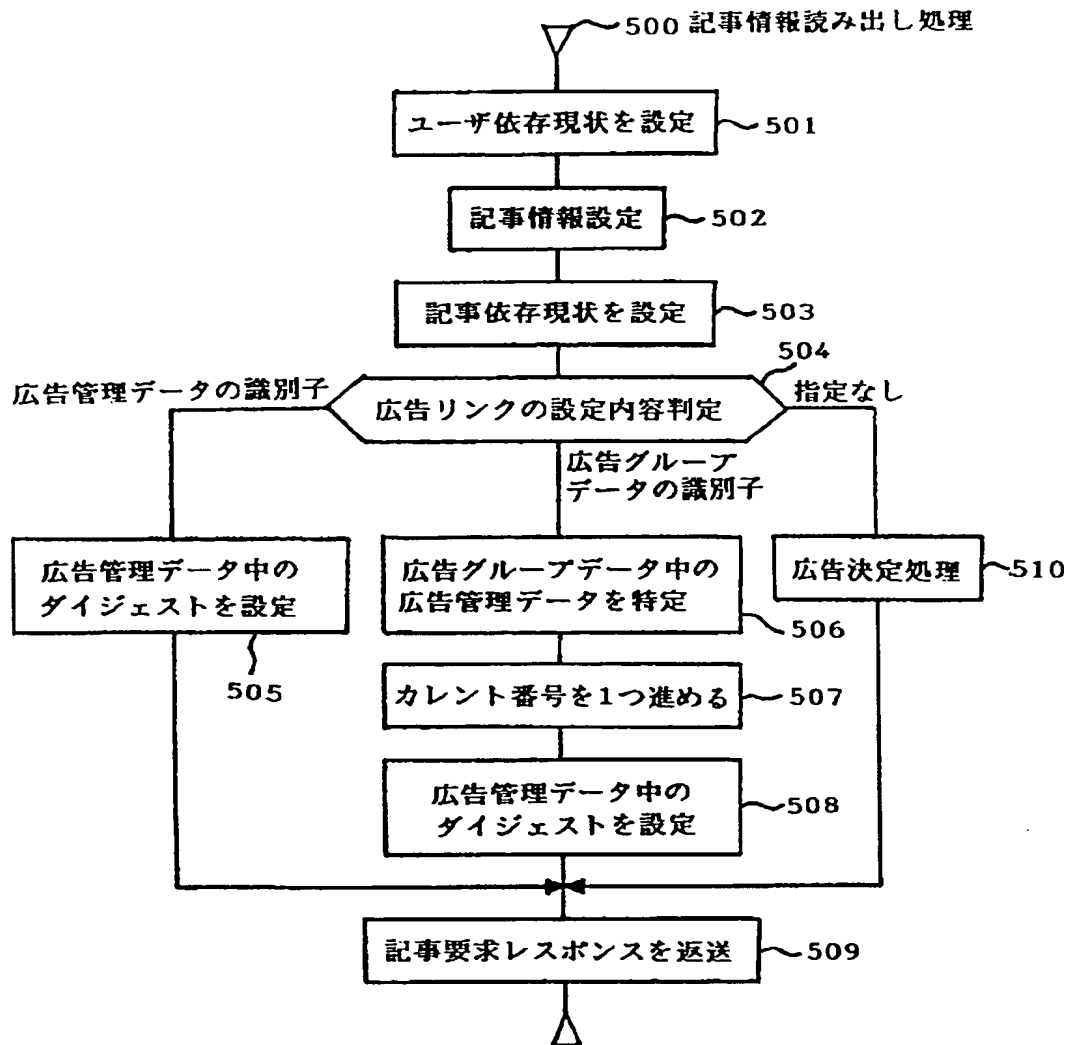 500 記事情報読み出し処理
ユーザ依存現状を設定
501
記事情報設定
502
記事依存現状を設定
503
504
広告管理データの識別子
広告リンクの設定内容判定
指定なし
広告グループ
データの識別子
広告管理データ中の
ダイジェストを設定
505
広告グループデータ中の
広告管理データを特定
506
広告決定処理
510
カレント番号を1つ進める
507
広告管理データ中の
ダイジェストを設定
508
記事要求レスポンスを返送
509